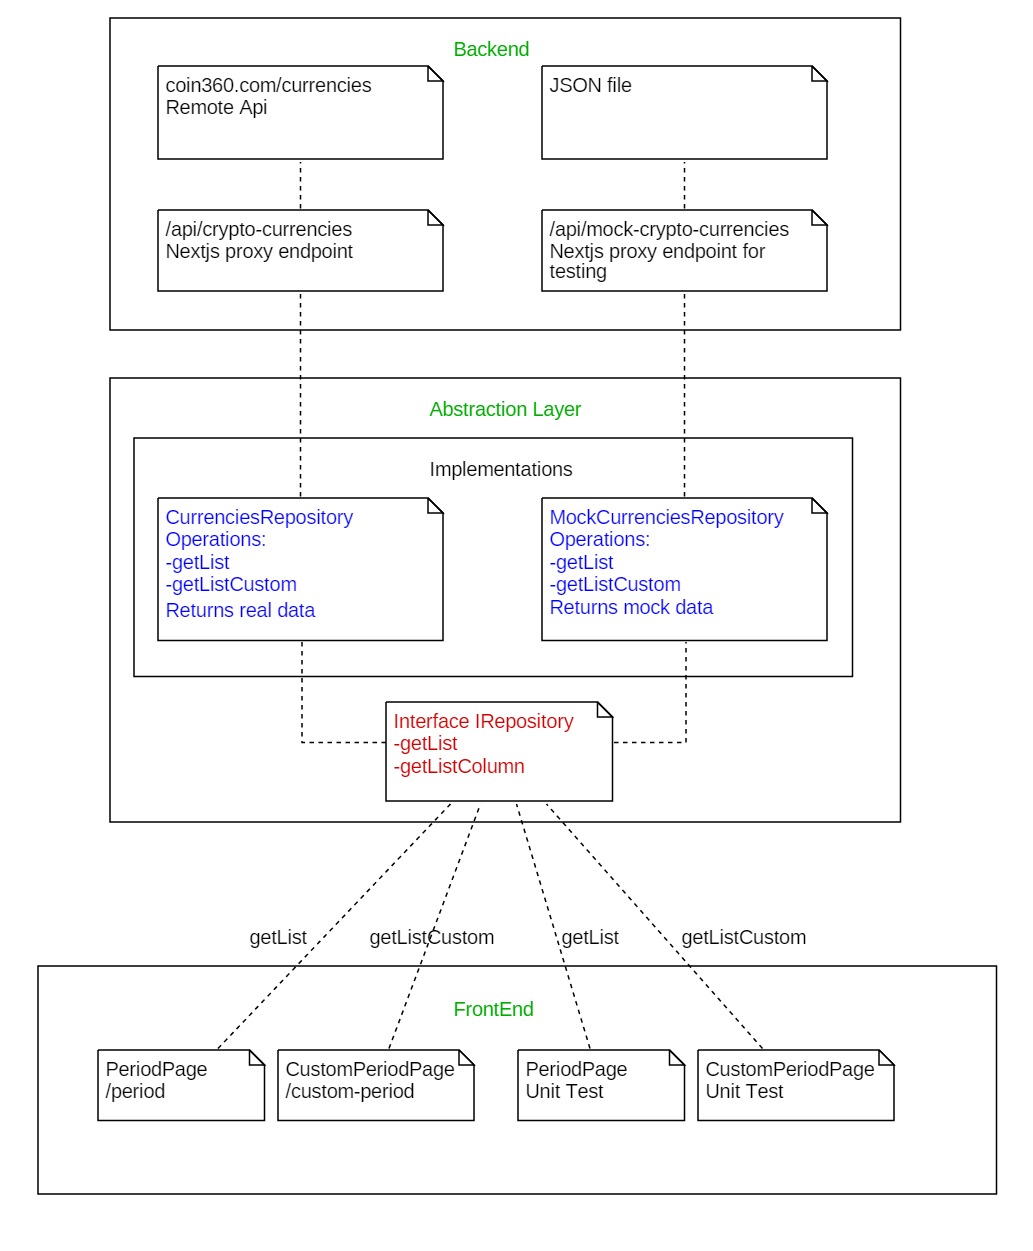 Backend
coin360.com/currencies
Remote Api
JSON file
/api/crypto-currencies
Nextjs proxy endpoint
/api/mock-crypto-currencies
Nextjs proxy endpoint for
testing
Abstraction Layer
Implementations
CurrenciesRepository
Operations:
-getList
-getListCustom
Returns real data
MockCurrenciesRepository
Operations:
-getList
-getListCustom
Returns mock data
Interface IRepository
-getList
-getListColumn
getList
getListCustom
getList
getListCustom
FrontEnd
PeriodPage
/period
CustomPeriodPage
/custom-period
PeriodPage
Unit Test
CustomPeriodPage
Unit Test